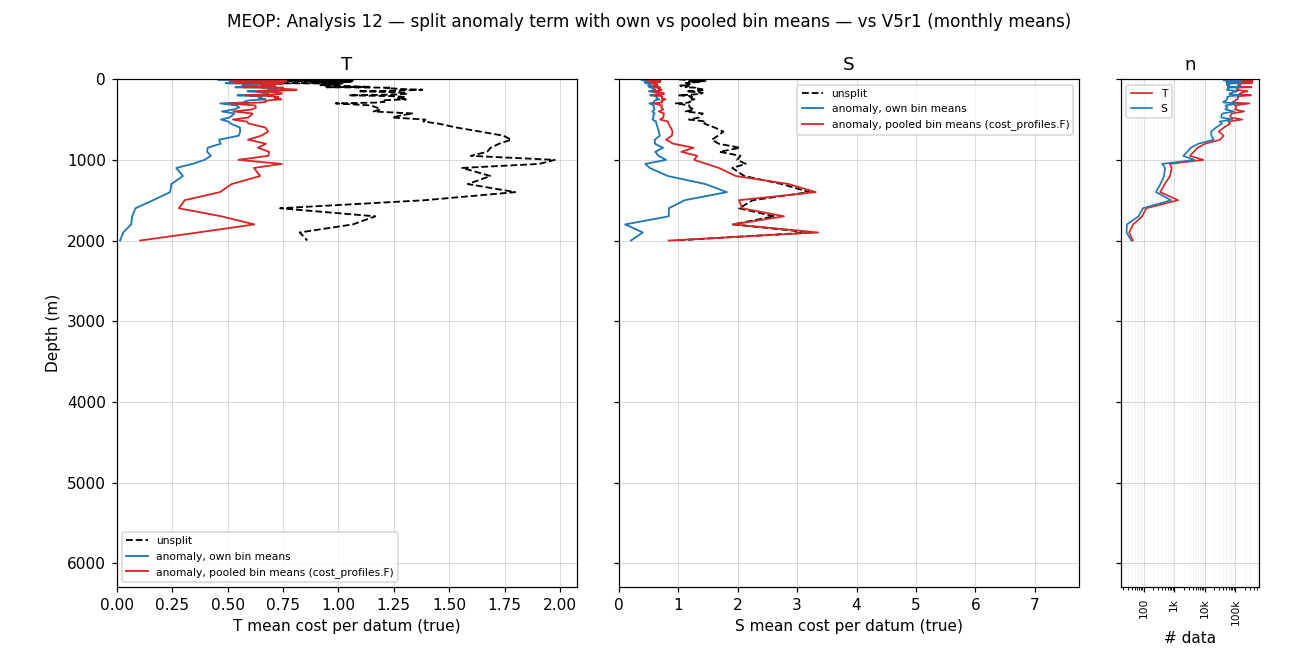 MEOP: Analysis 12 — split anomaly term with own vs pooled bin means — vs V5r1 (monthly means)
T
S
n
0
1000
2000
3000
4000
5000
6000
Depth (m)
unsplit
anomaly, own bin means
anomaly, pooled bin means (cost_profiles.F)
0.00 0.25 0.50 0.75 1.00 1.25 1.50 1.75 2.00
T mean cost per datum (true)
unsplit
anomaly, own bin means
anomaly, pooled bin means (cost_profiles.F)
0 1 2 3 4 5 6 7
S mean cost per datum (true)
T
S
100 1k 10k 100k
# data